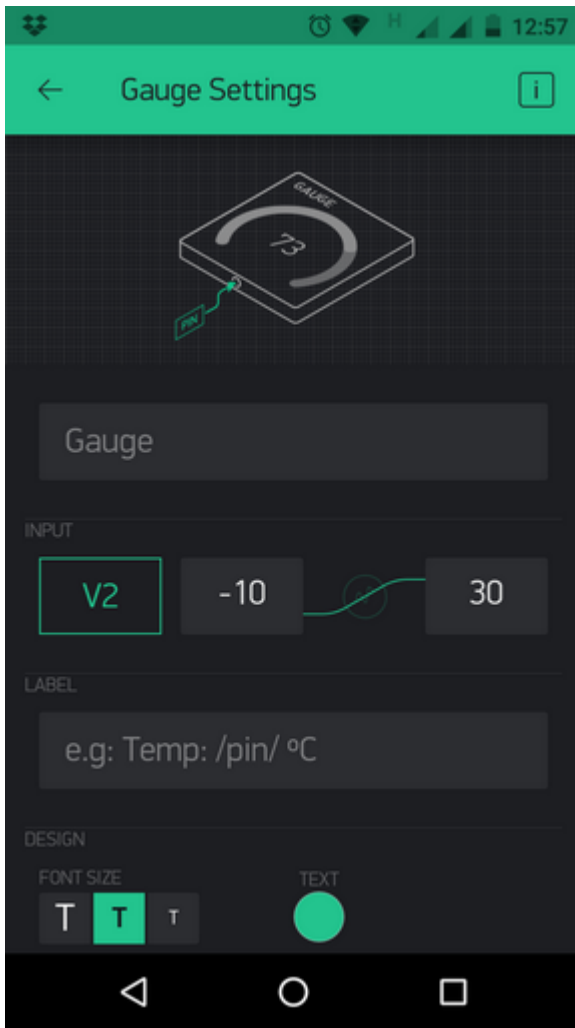 H 12:57
Gauge Settings i
GAUGE
73
PIN
Gauge
INPUT
V2 -10 30
LABEL
e.g: Temp: /pin/ ºC
DESIGN
FONT SIZE TEXT
T T T